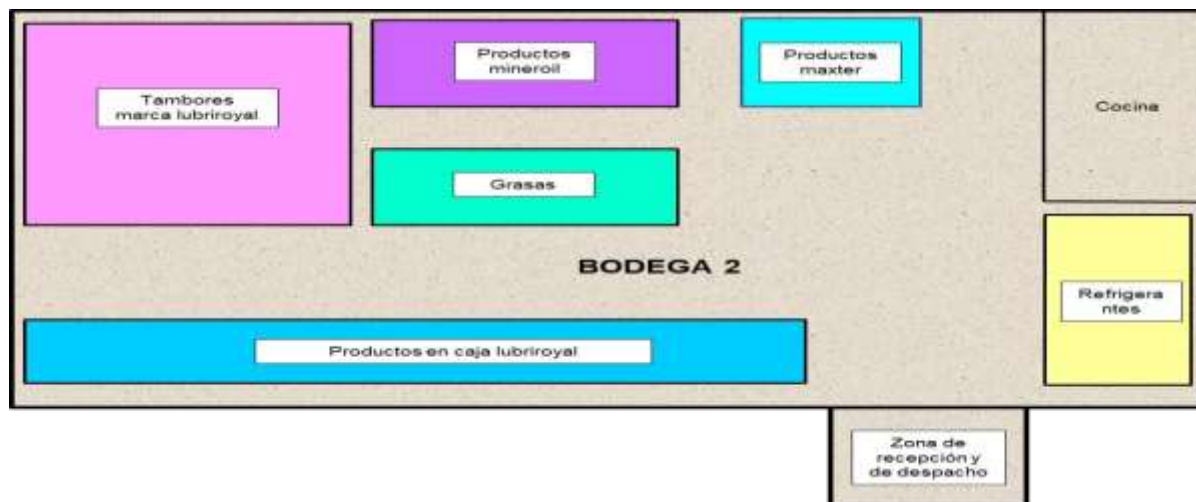 Productos
mineroil
Productos
maxter
Tambores
marca lubriroyal
Cocina
Grasas
BODEGA 2
Refrigera
ntes
Productos en caja lubriroyal
Zona de
recepción y
de despacho